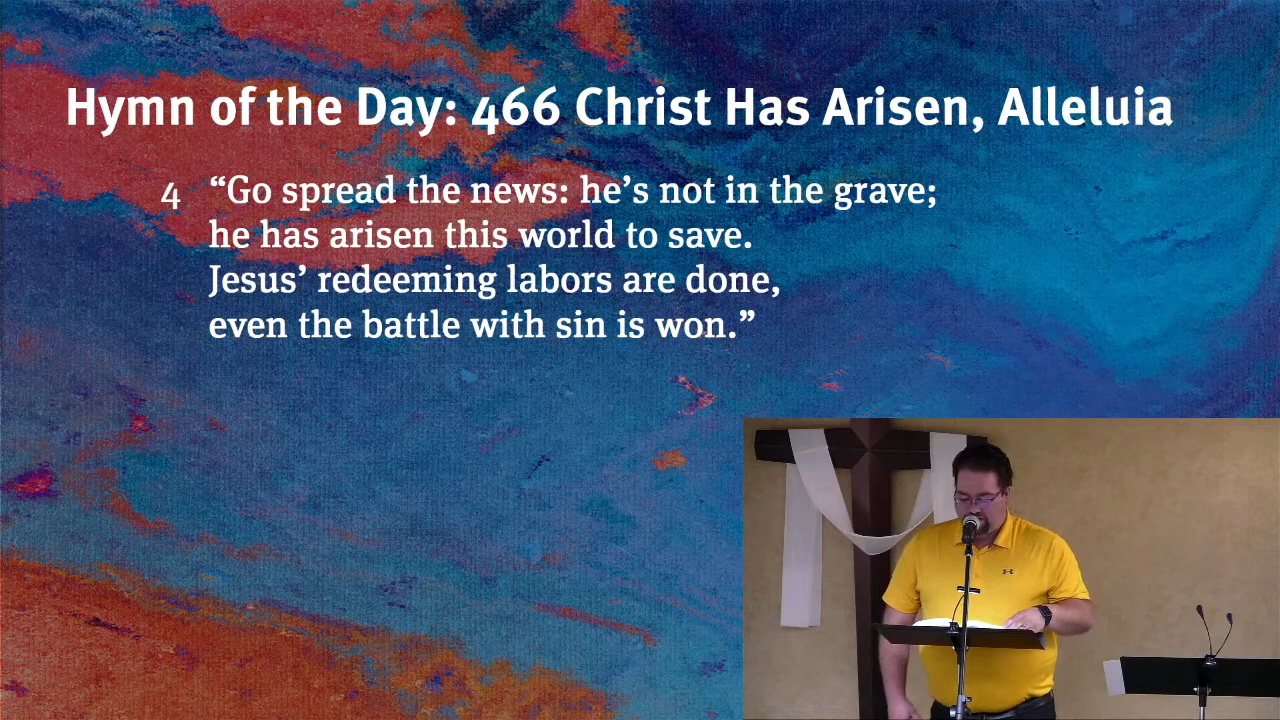 Hymn of the Day: 466 Christ Has Arisen, Alleluia
4 “Go spread the news: he’s not in the grave;
he has arisen this world to save.
Jesus’ redeeming labors are done,
even the battle with sin is won.”